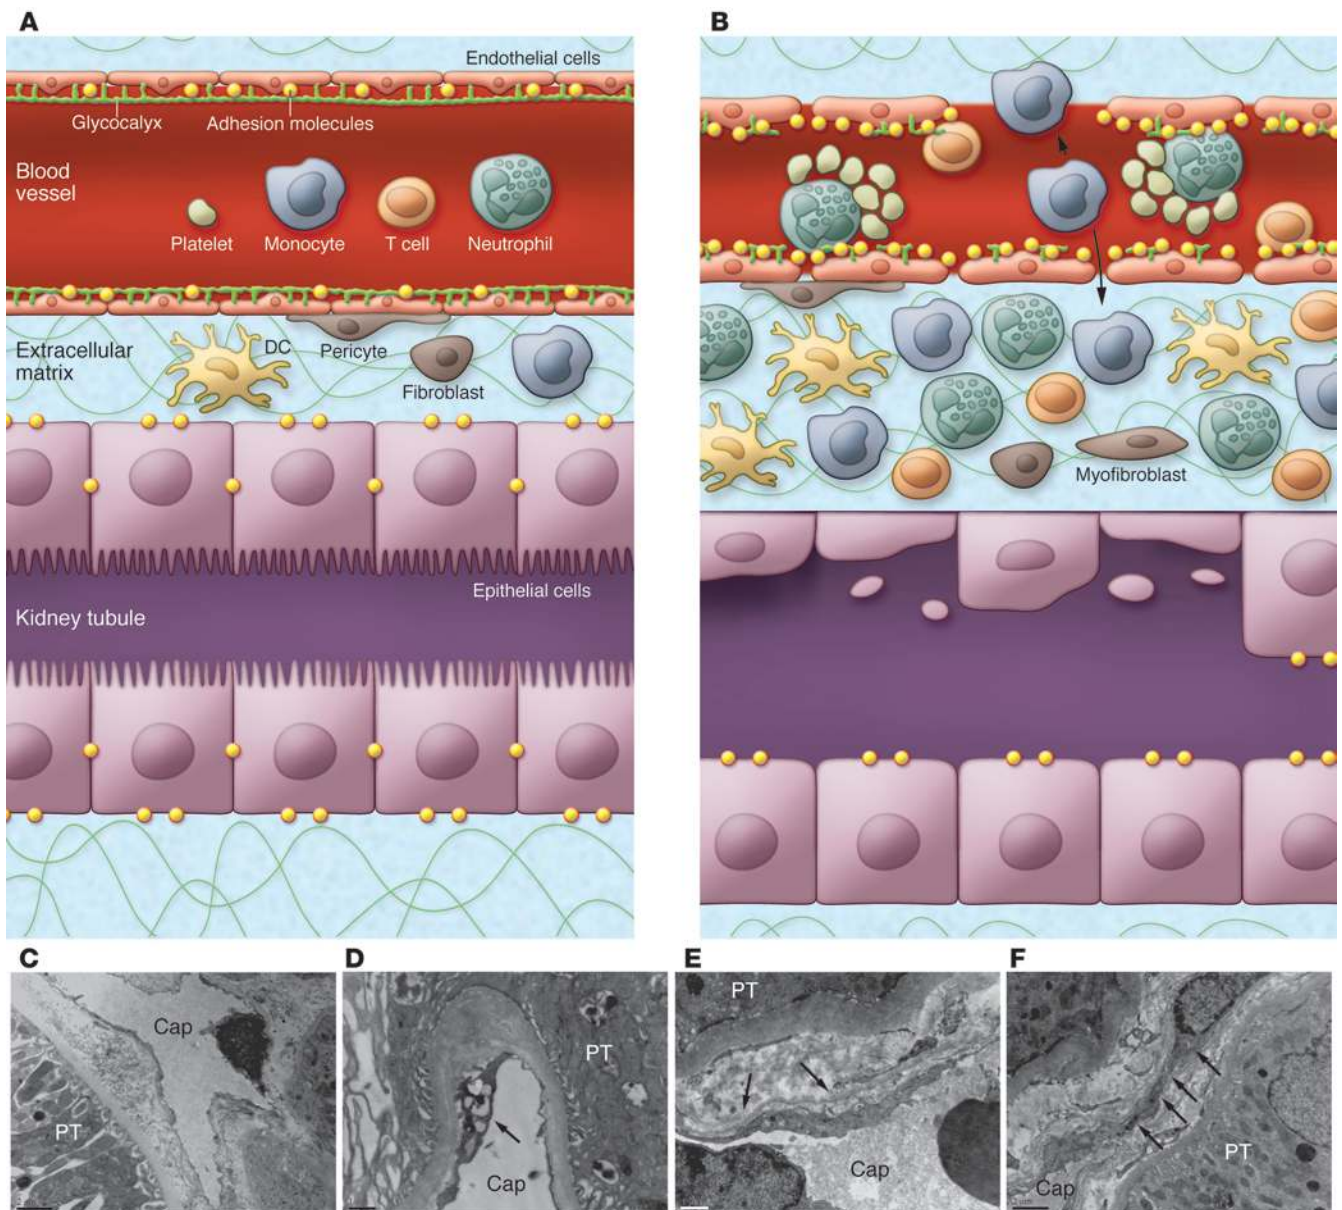 A
B
Endothelial cells
Glycocalyx
Adhesion molecules
Blood
vessel
Platelet
Monocyte
T cell
Neutrophil
Extracellular
matrix
DC
Pericyte
Fibroblast
Myofibroblast
Epithelial cells
Kidney tubule
C
D
E
F
Cap
PT
PT
Cap
PT
Cap
PT
Cap